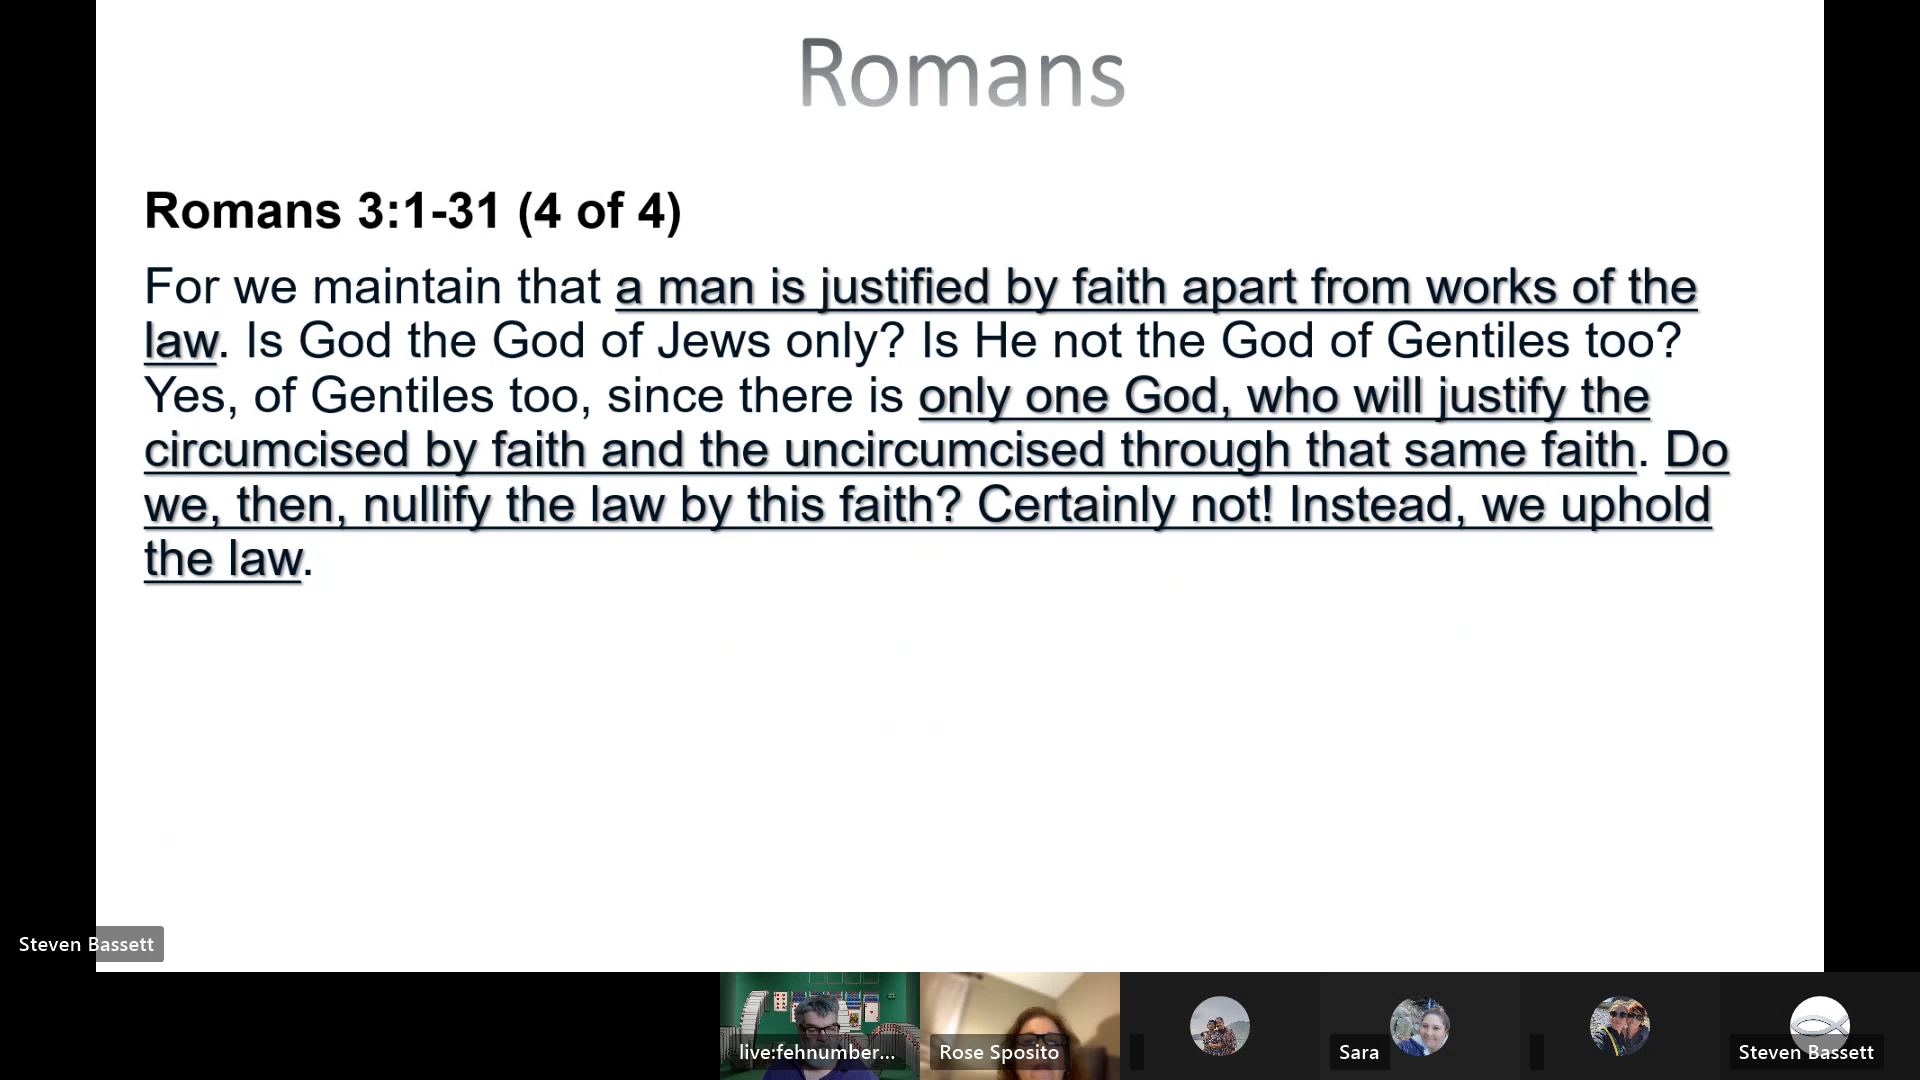 Romans
Romans 3:1-31 (4 of 4)
For we maintain that a man is justified by faith apart from works of the
law. Is God the God of Jews only? Is He not the God of Gentiles too?
Yes, of Gentiles too, since there is only one God, who will justify the
circumcised by faith and the uncircumcised through that same faith. Do
we, then, nullify the law by this faith? Certainly not! Instead, we uphold
the law.
Steven Bassett
live:fehnumber...
Rose Sposito
Sara
Steven Bassett